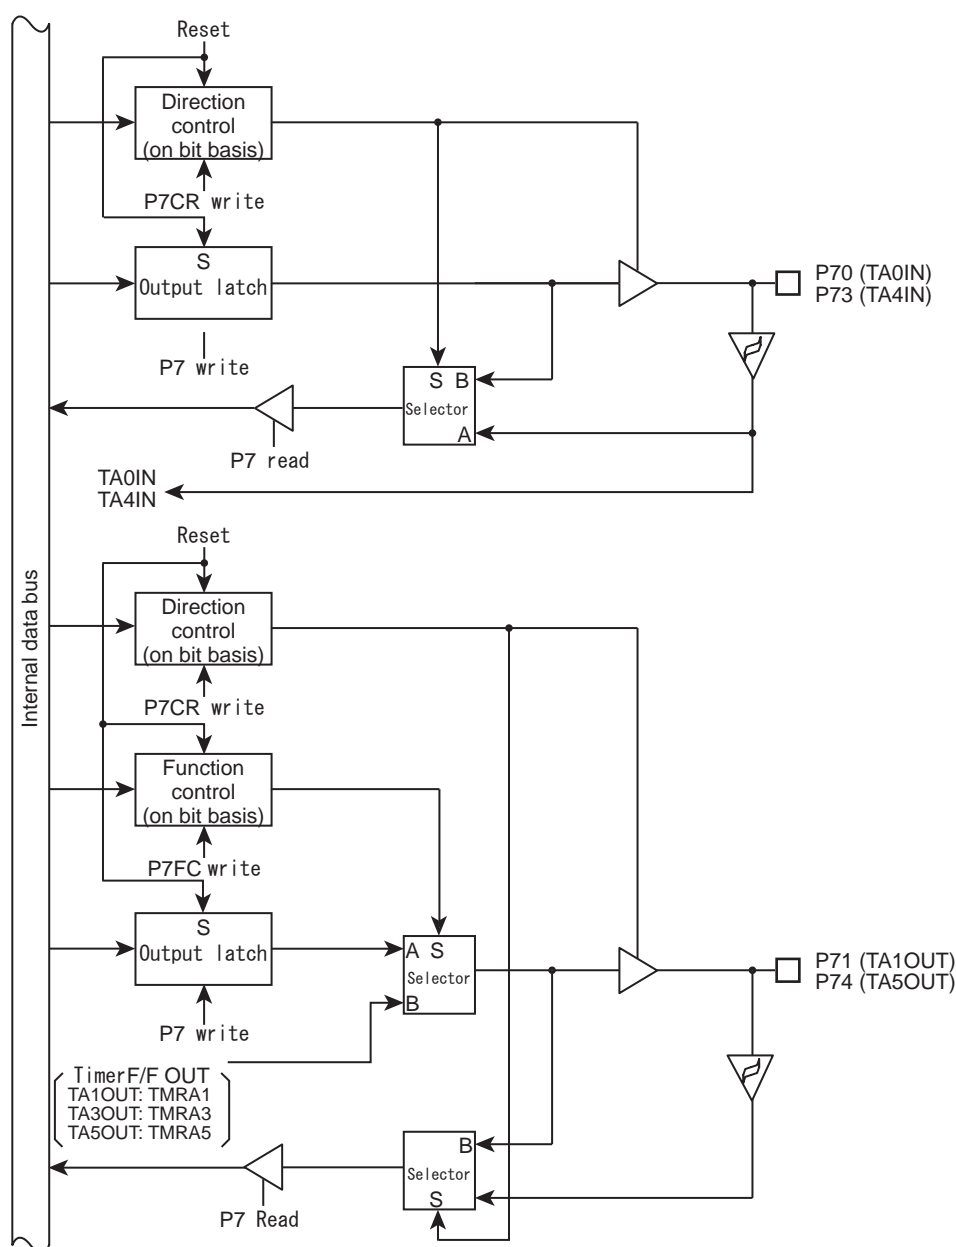 Reset
Direction
control
(on bit basis)
P7CR write
S
Output latch
P7 write
P70 (TA0IN)
P73 (TA4IN)
S B
Selector
A
P7 read
TA0IN
TA4IN
Internal data bus
Reset
Direction
control
(on bit basis)
P7CR write
Function
control
(on bit basis)
P7FC write
S
Output latch
P7 write
A S
Selector
B
P71 (TA1OUT)
P74 (TA5OUT)
TimerF/F OUT
TA1OUT: TMRA1
TA3OUT: TMRA3
TA5OUT: TMRA5
B
Selector
S
P7 Read